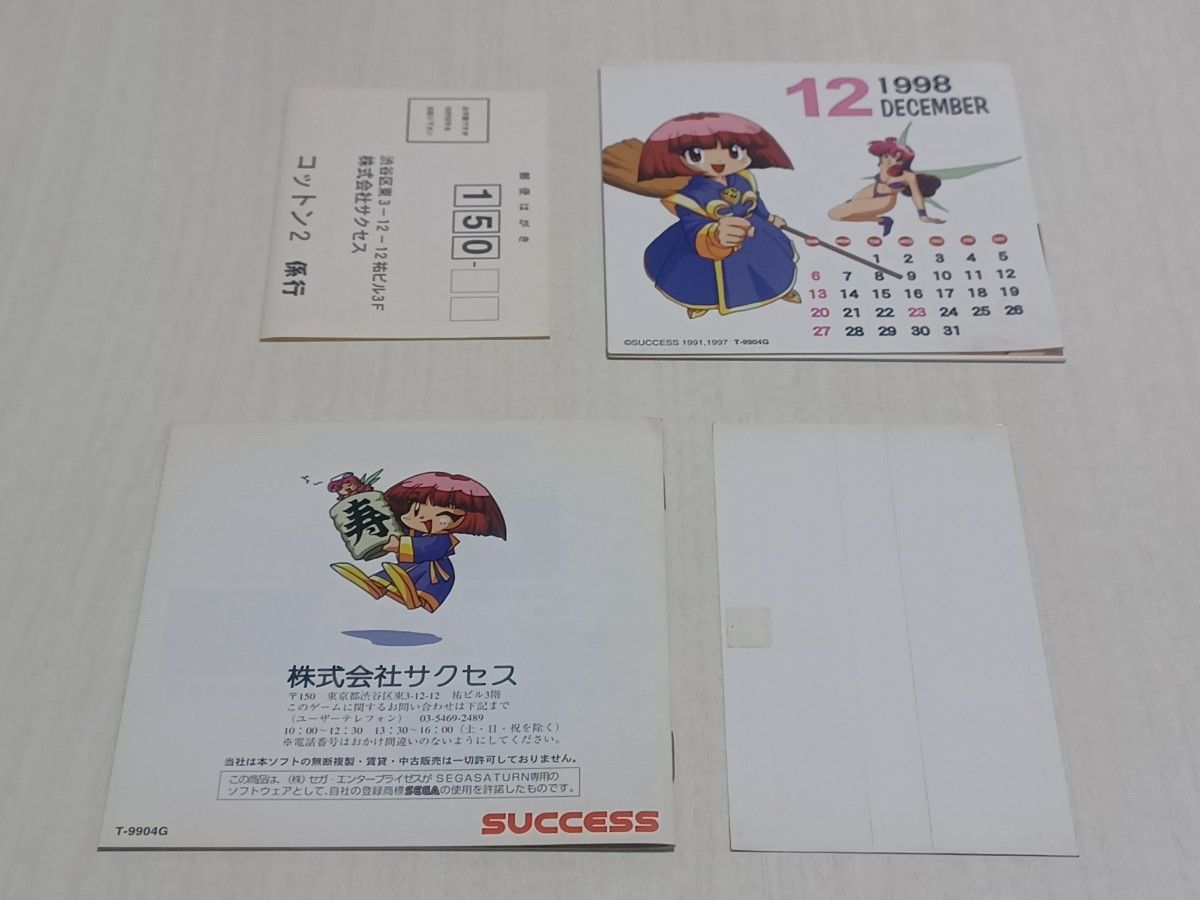 郵便はがき
150-
渋谷区東3-12-12祐ビル3F
株式会社サクセス
コットン2 係行
12
1998
DECEMBER
1 2 3 4 5
6 7 8 9 10 11 12
13 14 15 16 17 18 19
20 21 22 23 24 25 26
27 28 29 30 31
©SUCCESS 1991,1997 T-9904G
寿
株式会社サクセス
〒150 東京都渋谷区東3-12-12 祐ビル3階
このゲームに関するお問い合わせは下記まで
（ユーザーテレフォン） 03-5469-2489
10：00～12：30 13：30～16：00（土・日・祝を除く）
※電話番号はおかけ間違いのないようにしてください。
当社は本ソフトの無断複製・賃貸・中古販売は一切許可しておりません。
この商品は、（株）セガ・エンタープライゼスがSEGASATURN専用の
ソフトウェアとして、自社の登録商標SEGAの使用を許諾したものです。
T-9904G
SUCCESS